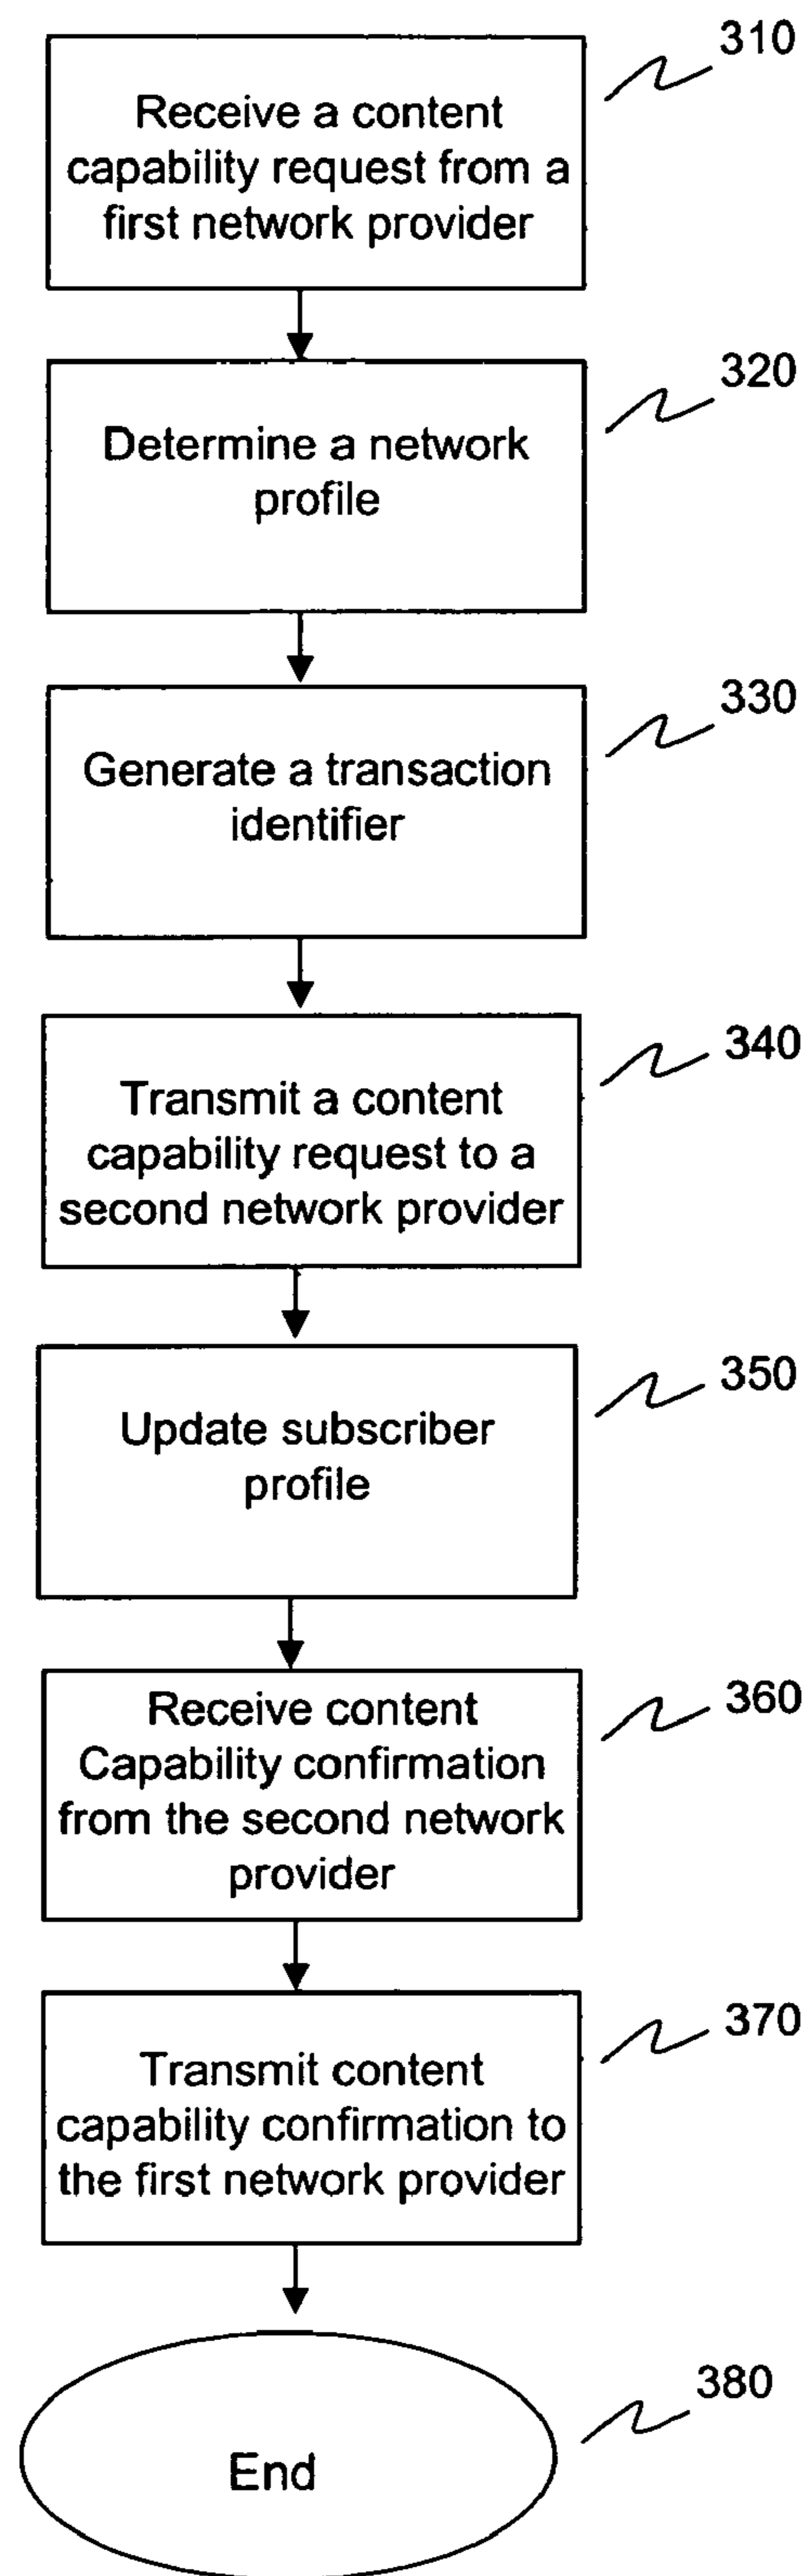 310
Receive a content
capability request from a
first network provider
320
Determine a network
profile
330
Generate a transaction
identifier
340
Transmit a content
capability request to a
second network provider
350
Update subscriber
profile
360
Receive content
Capability confirmation
from the second network
provider
370
Transmit content
capability confirmation to
the first network provider
380
End